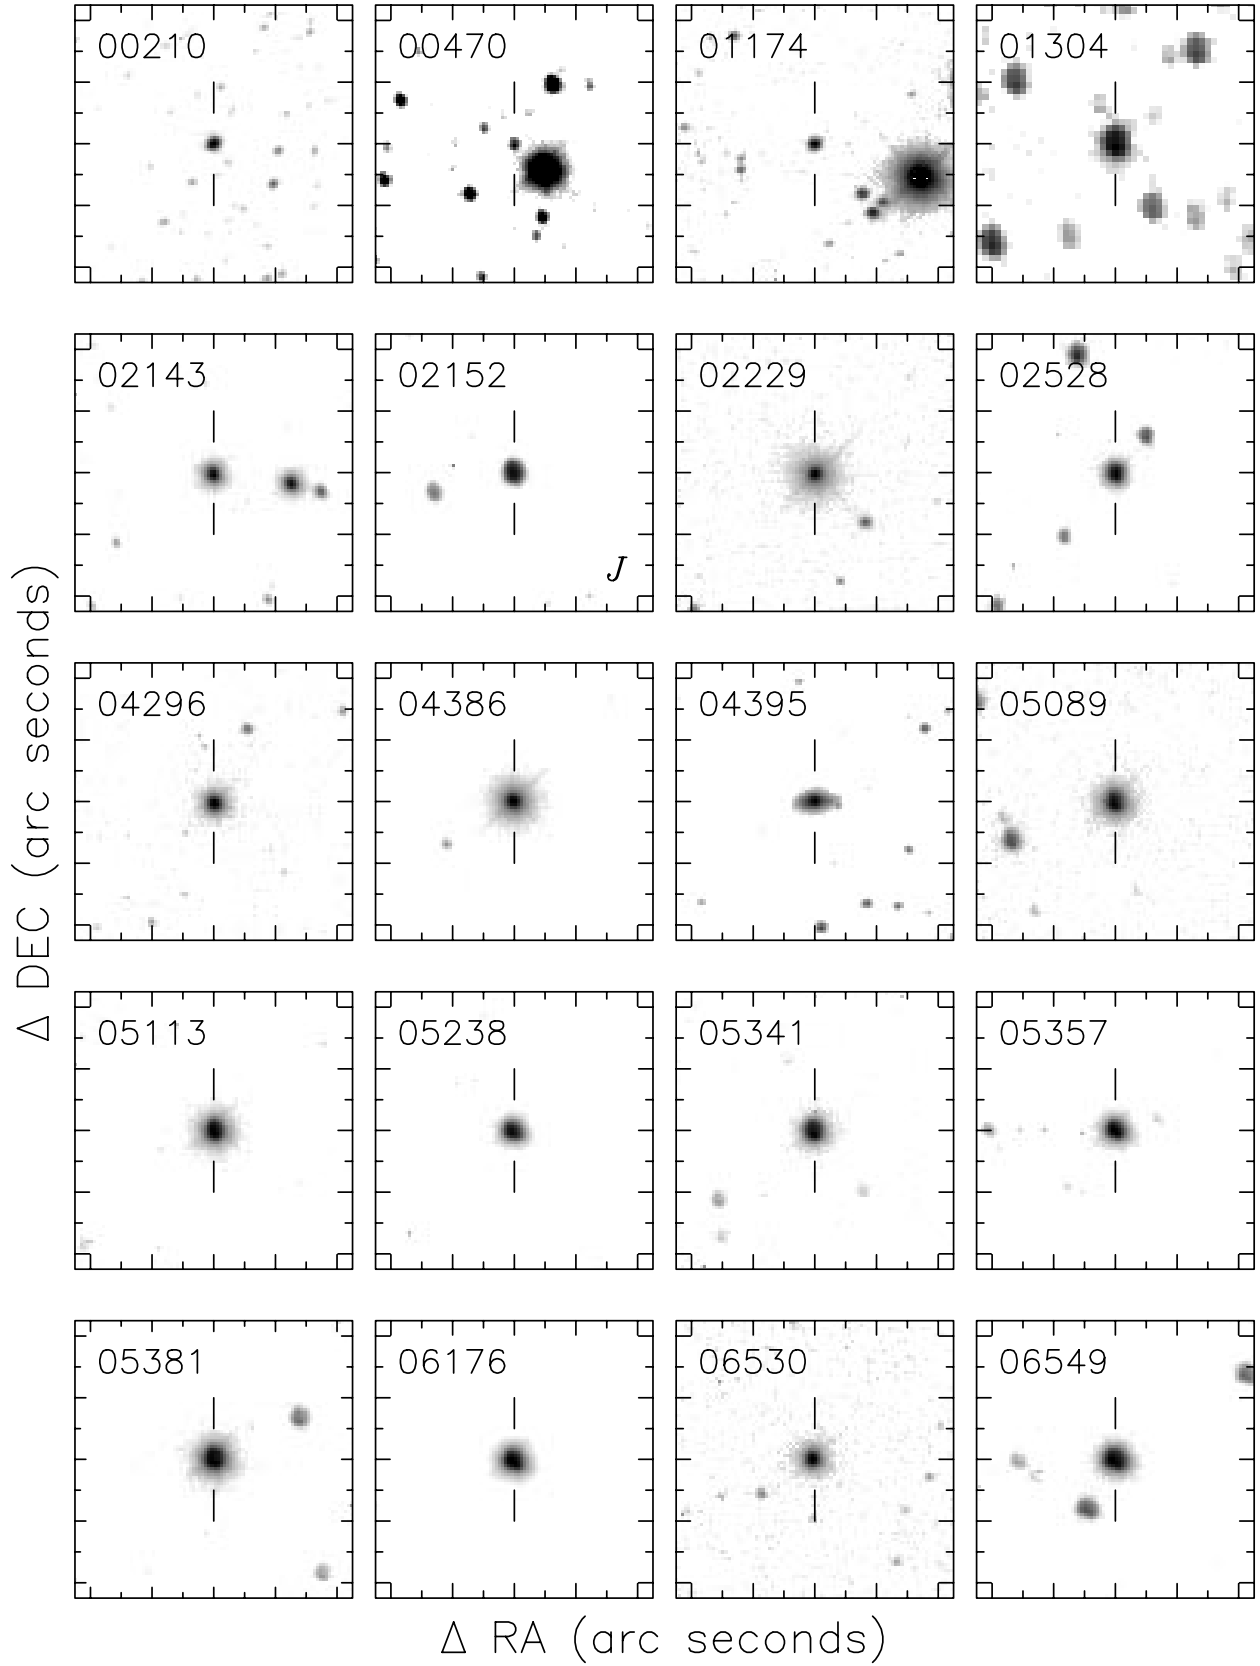 00210 00470 01174 01304
02143 02152 02229 02528
J
04296 04386 04395 05089
05113 05238 05341 05357
05381 06176 06530 06549
Δ DEC (arc seconds)
Δ RA (arc seconds)